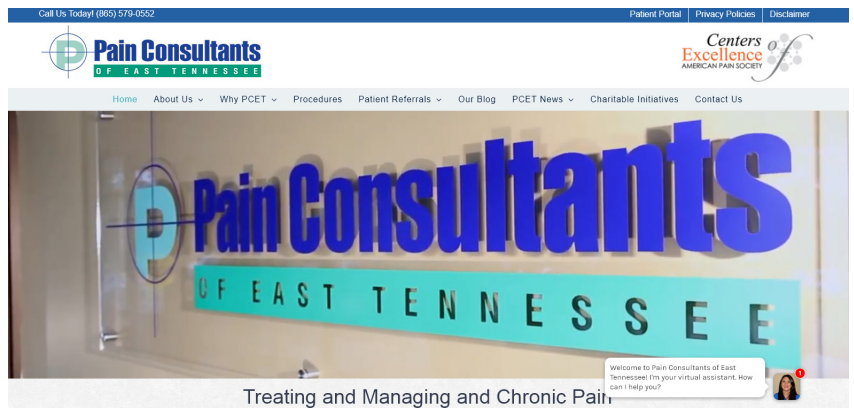 Call Us Today! (865) 579-0552
Patient Portal
Privacy Policies
Disclaimer
Pain Consultants
OF EAST TENNESSEE
Centers of
Excellence
AMERICAN PAIN SOCIETY
Home
About Us
Why PCET
Procedures
Patient Referrals
Our Blog
PCET News
Charitable Initiatives
Contact Us
P Pain Consultants
OF EAST TENNESSEE
Welcome to Pain Consultants of East
Tennessee! I'm your virtual assistant. How
can I help you?
1
Treating and Managing and Chronic Pain